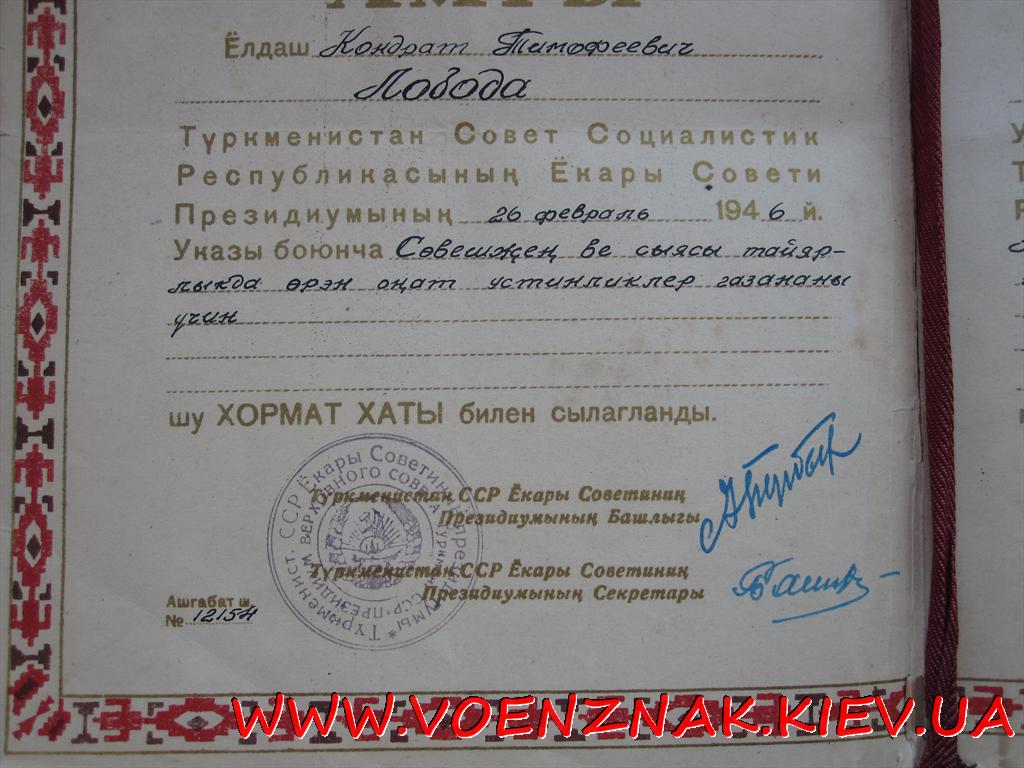 Ёлдаш Кондрат Тимофеевич
Лобода
Түркменистан Совет Социалистик
Республикасының Ёкары Совети
Президиумының 26 февраль 1946 й.
Указы боюнча Сөвешжең ве сыясы тайяр-
лыкда өрэн оңат устинликлер газананы
үчин
шу ХОРМАТ ХАТЫ билен сылагланды.
Түркменистан ССР Ёкары Советиниң
Президиумының Башлыгы
Түркменистан ССР Ёкары Советиниң
Президиумының Секретары
Ашгабат ш.
№ 12154
WWW.VOENZNAK.KIEV.UA